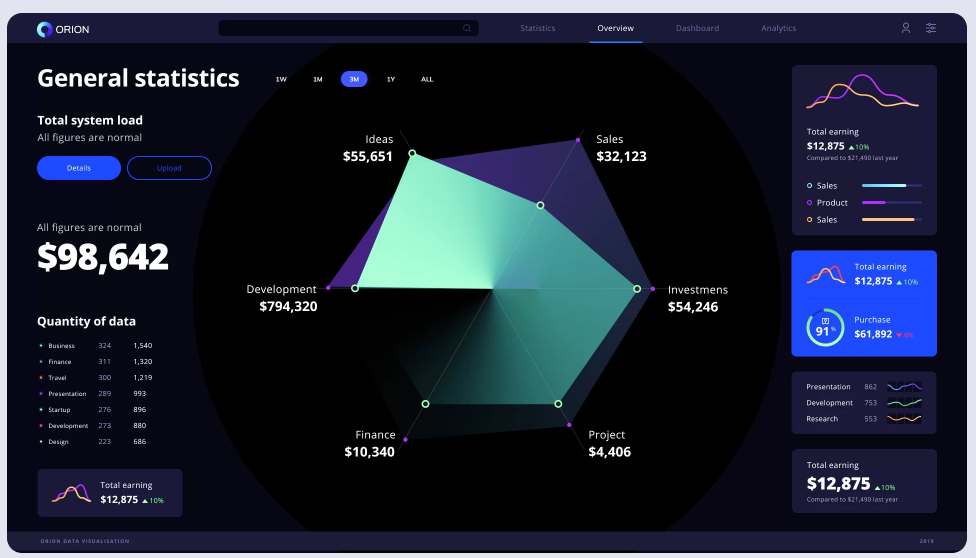 ORION
Statistics
Overview
Dashboard
Analytics
General statistics
1W
1M
3M
1Y
ALL
Total system load
All figures are normal
Details
Upload
All figures are normal
$98,642
Quantity of data
Business 324 1,540
Finance 311 1,320
Travel 300 1,219
Presentation 289 993
Startup 276 896
Development 273 880
Design 223 686
Total earning
$12,875 10%
Ideas
$55,651
Sales
$32,123
Development
$794,320
Investmens
$54,246
Finance
$10,340
Project
$4,406
Total earning
$12,875 10%
Compared to $21,490 last year
Sales
Product
Sales
Total earning
$12,875 10%
91%
Purchase
$61,892 4%
Presentation 862
Development 753
Research 553
Total earning
$12,875 10%
Compared to $21,490 last year
ORION DATA VISUALISATION
2019